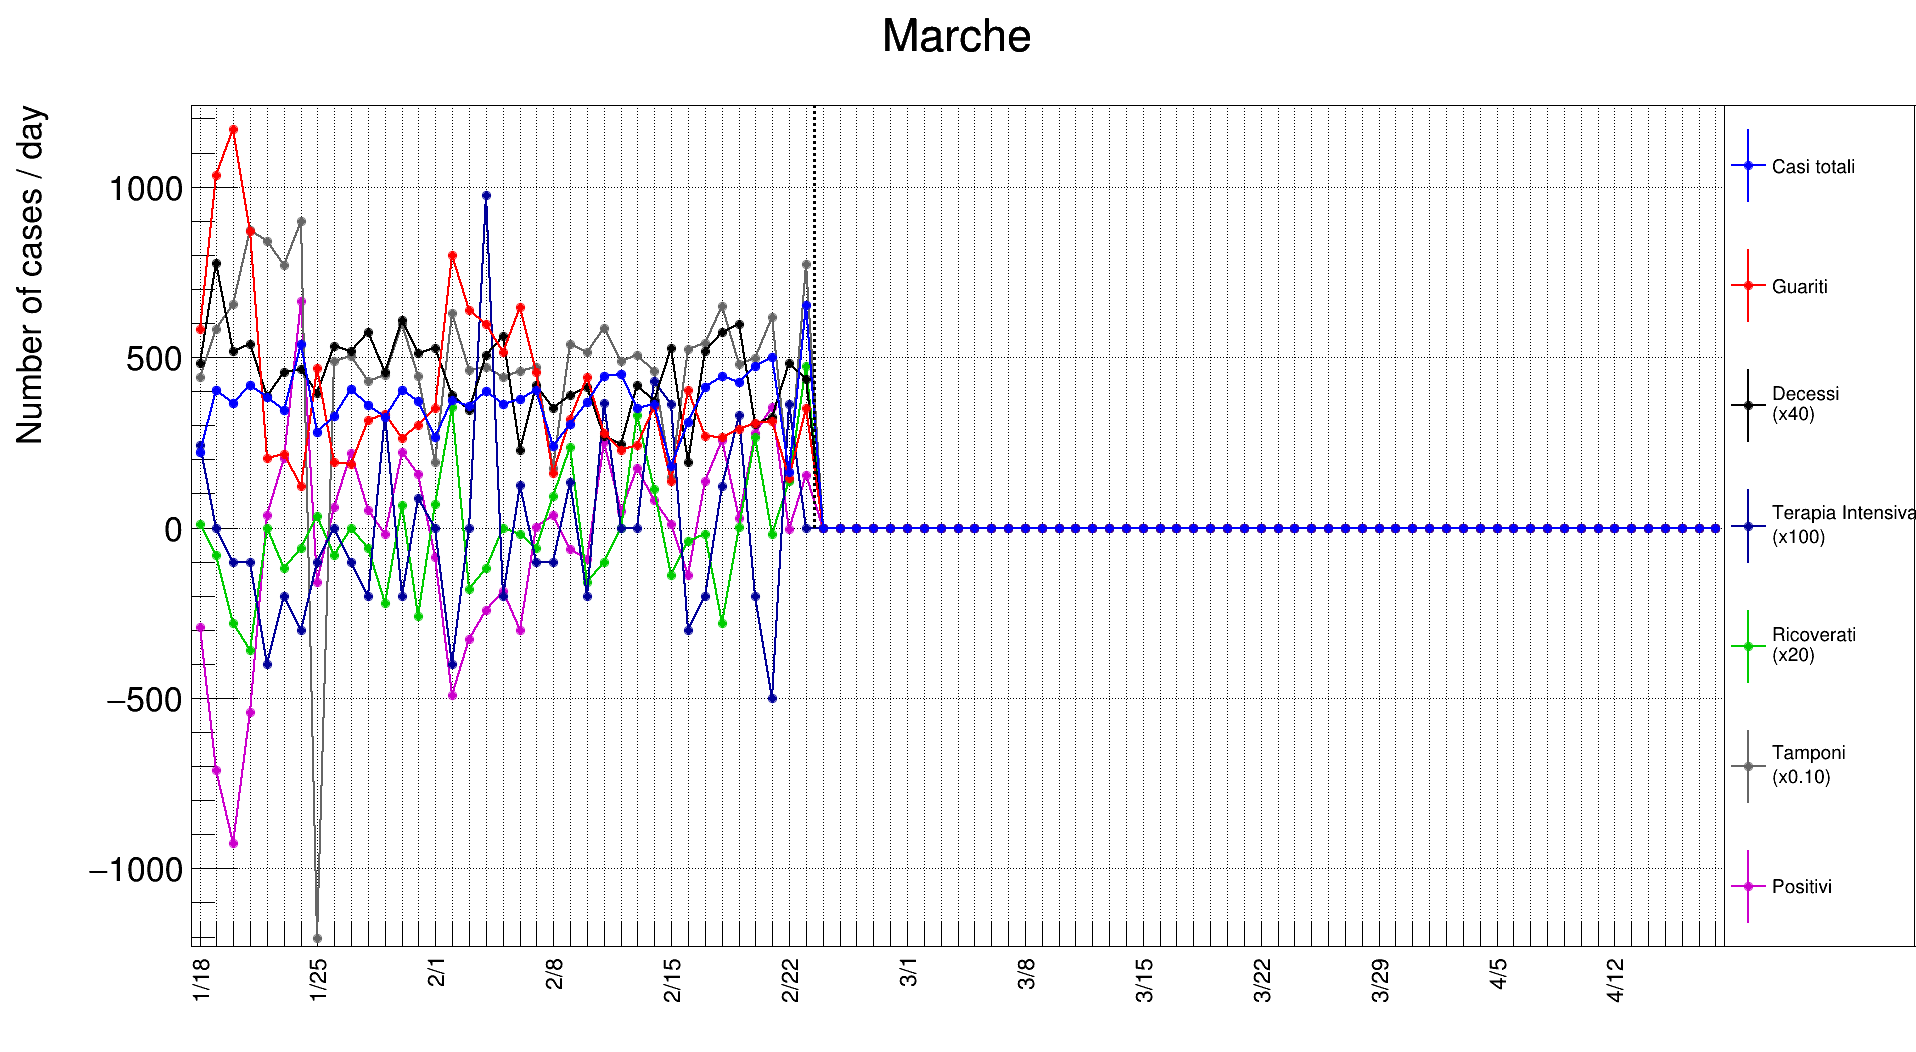 Marche
Number of cases / day
1000
500
0
−500
−1000
1/18
1/25
2/1
2/8
2/15
2/22
3/1
3/8
3/15
3/22
3/29
4/5
4/12
Casi totali
Guariti
Decessi
(x40)
Terapia Intensiva
(x100)
Ricoverati
(x20)
Tamponi
(x0.10)
Positivi